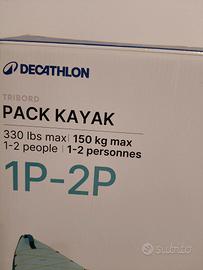 DECATHLON
TRIBORD
PACK KAYAK
330 lbs max | 150 kg max
1-2 people | 1-2 personnes
1P-2P
subito